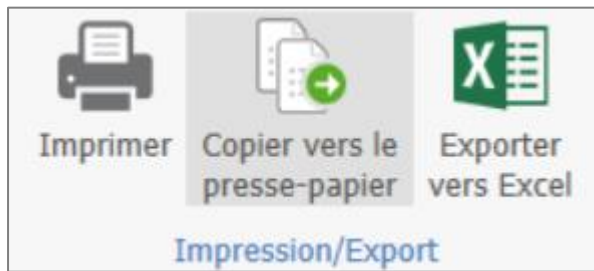 X
Imprimer
Copier vers le
presse-papier
Exporter
vers Excel
Impression/Export